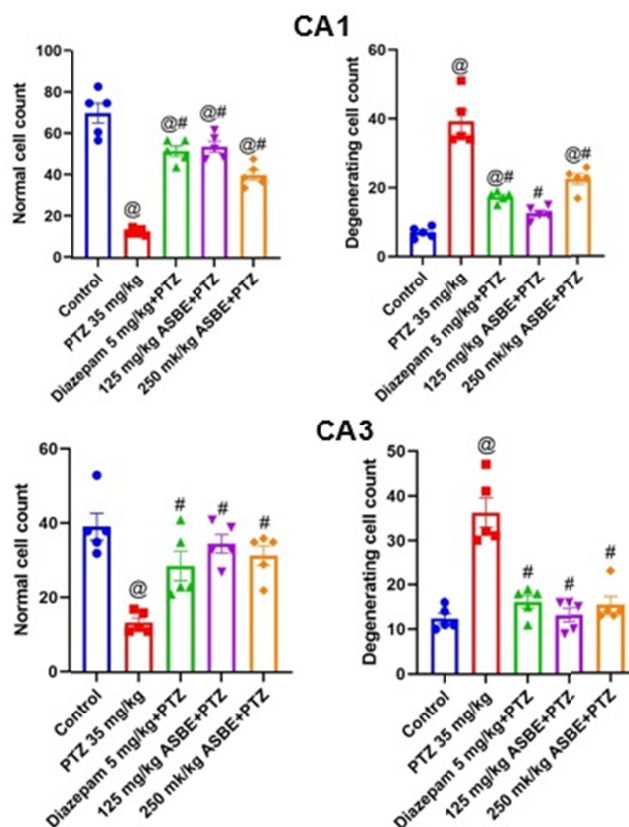 CA1
Normal cell count
100
80
60
40
20
0
@
@#
@#
@#
Control
PTZ 35 mg/kg
Diazepam 5 mg/kg+PTZ
125 mg/kg ASBE+PTZ
250 mk/kg ASBE+PTZ
Degenerating cell count
60
40
20
0
@
@#
#
@#
Control
PTZ 35 mg/kg
Diazepam 5 mg/kg+PTZ
125 mg/kg ASBE+PTZ
250 mk/kg ASBE+PTZ
CA3
Normal cell count
60
40
20
0
@
#
#
#
Control
PTZ 35 mg/kg
Diazepam 5 mg/kg+PTZ
125 mg/kg ASBE+PTZ
250 mk/kg ASBE+PTZ
Degenerating cell count
50
40
30
20
10
0
@
#
#
#
Control
PTZ 35 mg/kg
Diazepam 5 mg/kg+PTZ
125 mg/kg ASBE+PTZ
250 mk/kg ASBE+PTZ